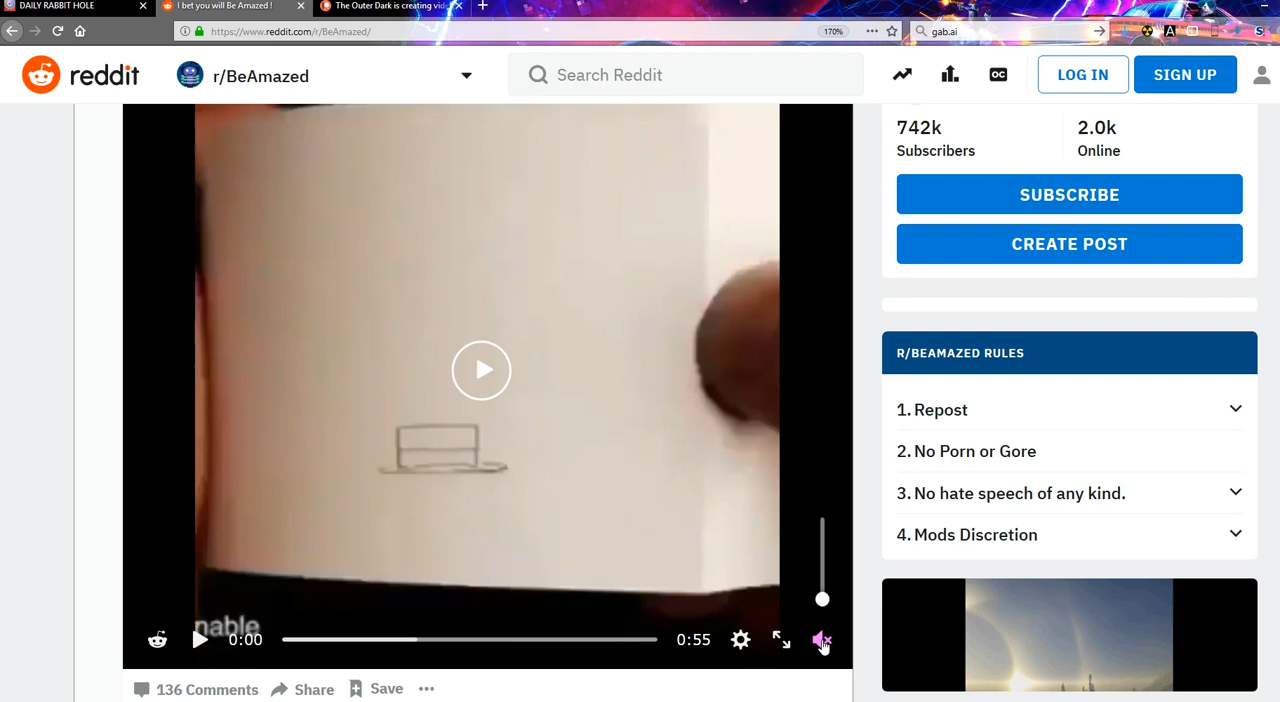 DAILY RABBIT HOLE
I bet you will Be Amazed !
The Outer Dark is creating vid
https://www.reddit.com/r/BeAmazed/
170%
gab.ai
reddit
r/BeAmazed
Search Reddit
OC
LOG IN
SIGN UP
742k
2.0k
Subscribers
Online
SUBSCRIBE
CREATE POST
R/BEAMAZED RULES
1. Repost
2. No Porn or Gore
3. No hate speech of any kind.
4. Mods Discretion
nable
0:00
0:55
136 Comments
Share
Save